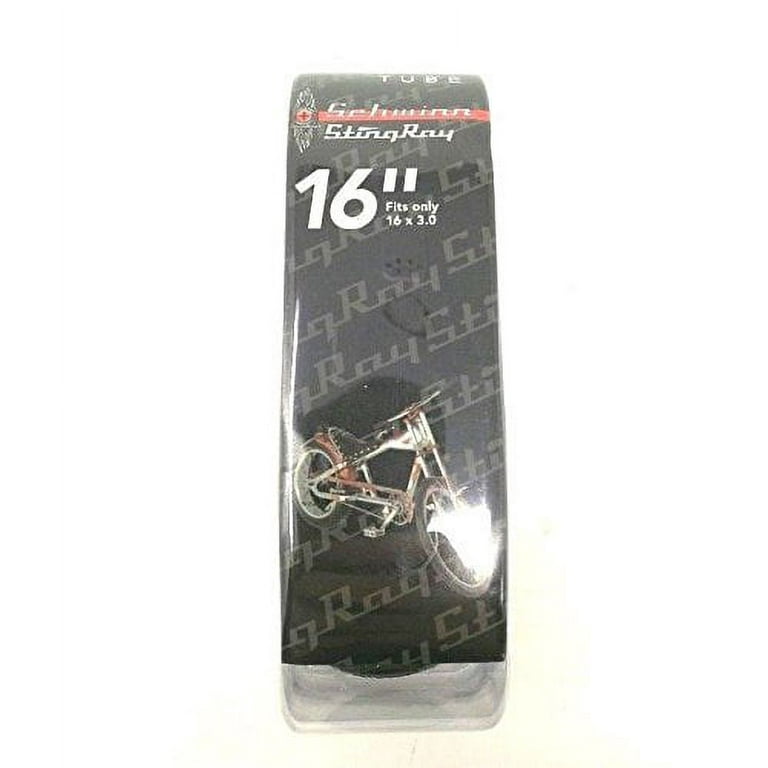 TUBE
Schwinn
StingRay
16"
Fits only
16 x 3.0